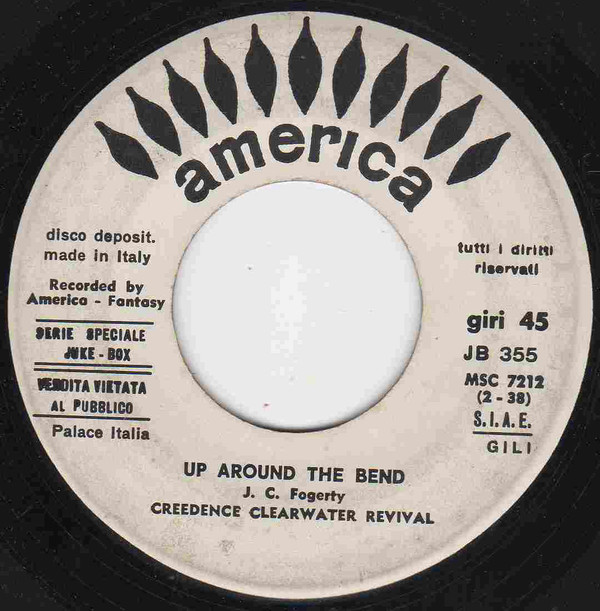 america
disco deposit.
made in Italy
Recorded by
America - Fantasy
SERIE SPECIALE
JUKE - BOX
VENDITA VIETATA
AL PUBBLICO
Palace Italia
tutti i diritti
riservati
giri 45
JB 355
MSC 7212
(2 - 38)
S.I.A.E.
GILI
UP AROUND THE BEND
J. C. Fogerty
CREEDENCE CLEARWATER REVIVAL